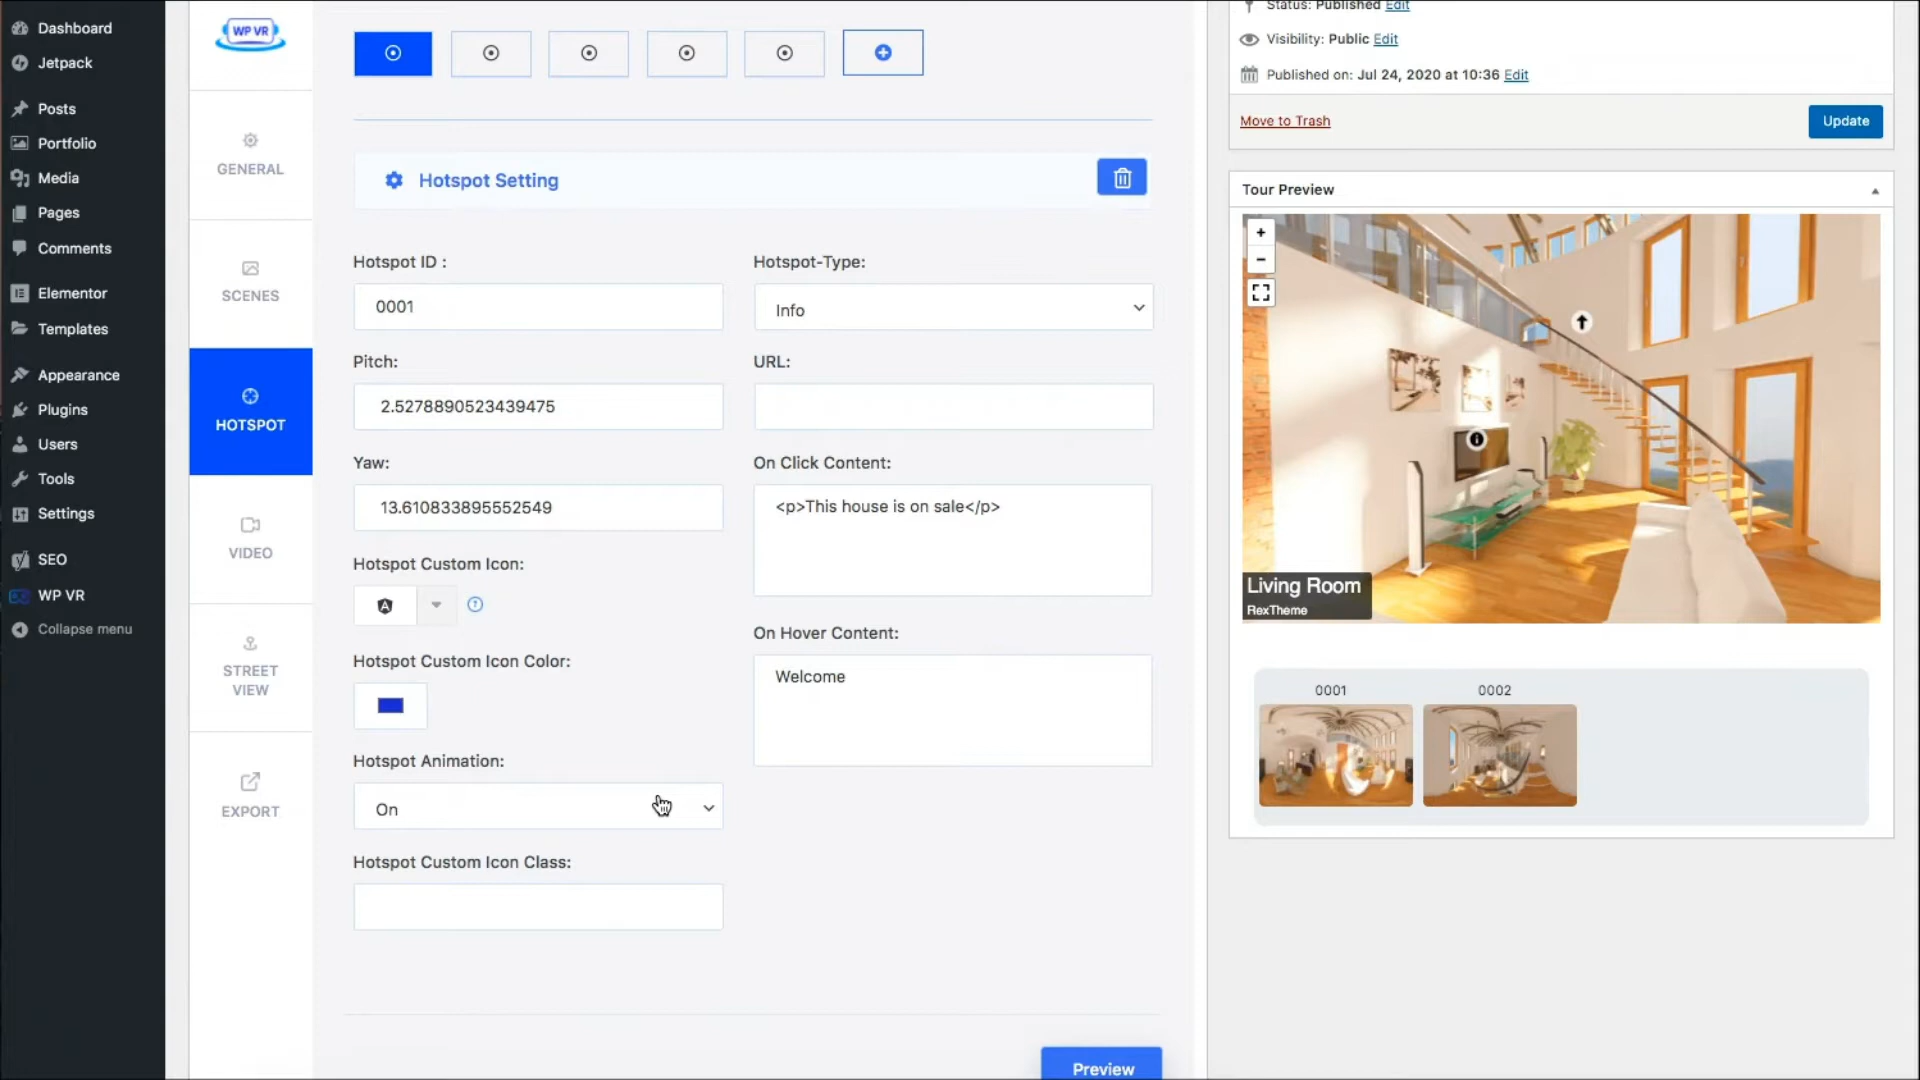 Dashboard
Jetpack
Posts
Portfolio
Media
Pages
Comments
Elementor
Templates
Appearance
Plugins
Users
Tools
Settings
SEO
WP VR
Collapse menu
WP VR
GENERAL
SCENES
HOTSPOT
VIDEO
STREET
VIEW
EXPORT
Hotspot Setting
Hotspot ID :
0001
Hotspot-Type:
Info
Pitch:
2.5278890523439475
URL:
Yaw:
13.610833895552549
On Click Content:
<p>This house is on sale</p>
Hotspot Custom Icon:
On Hover Content:
Welcome
Hotspot Custom Icon Color:
Hotspot Animation:
On
Hotspot Custom Icon Class:
Preview
Status: Published Edit
Visibility: Public Edit
Published on: Jul 24, 2020 at 10:36 Edit
Move to Trash
Update
Tour Preview
+
−
Living Room
RexTheme
0001
0002